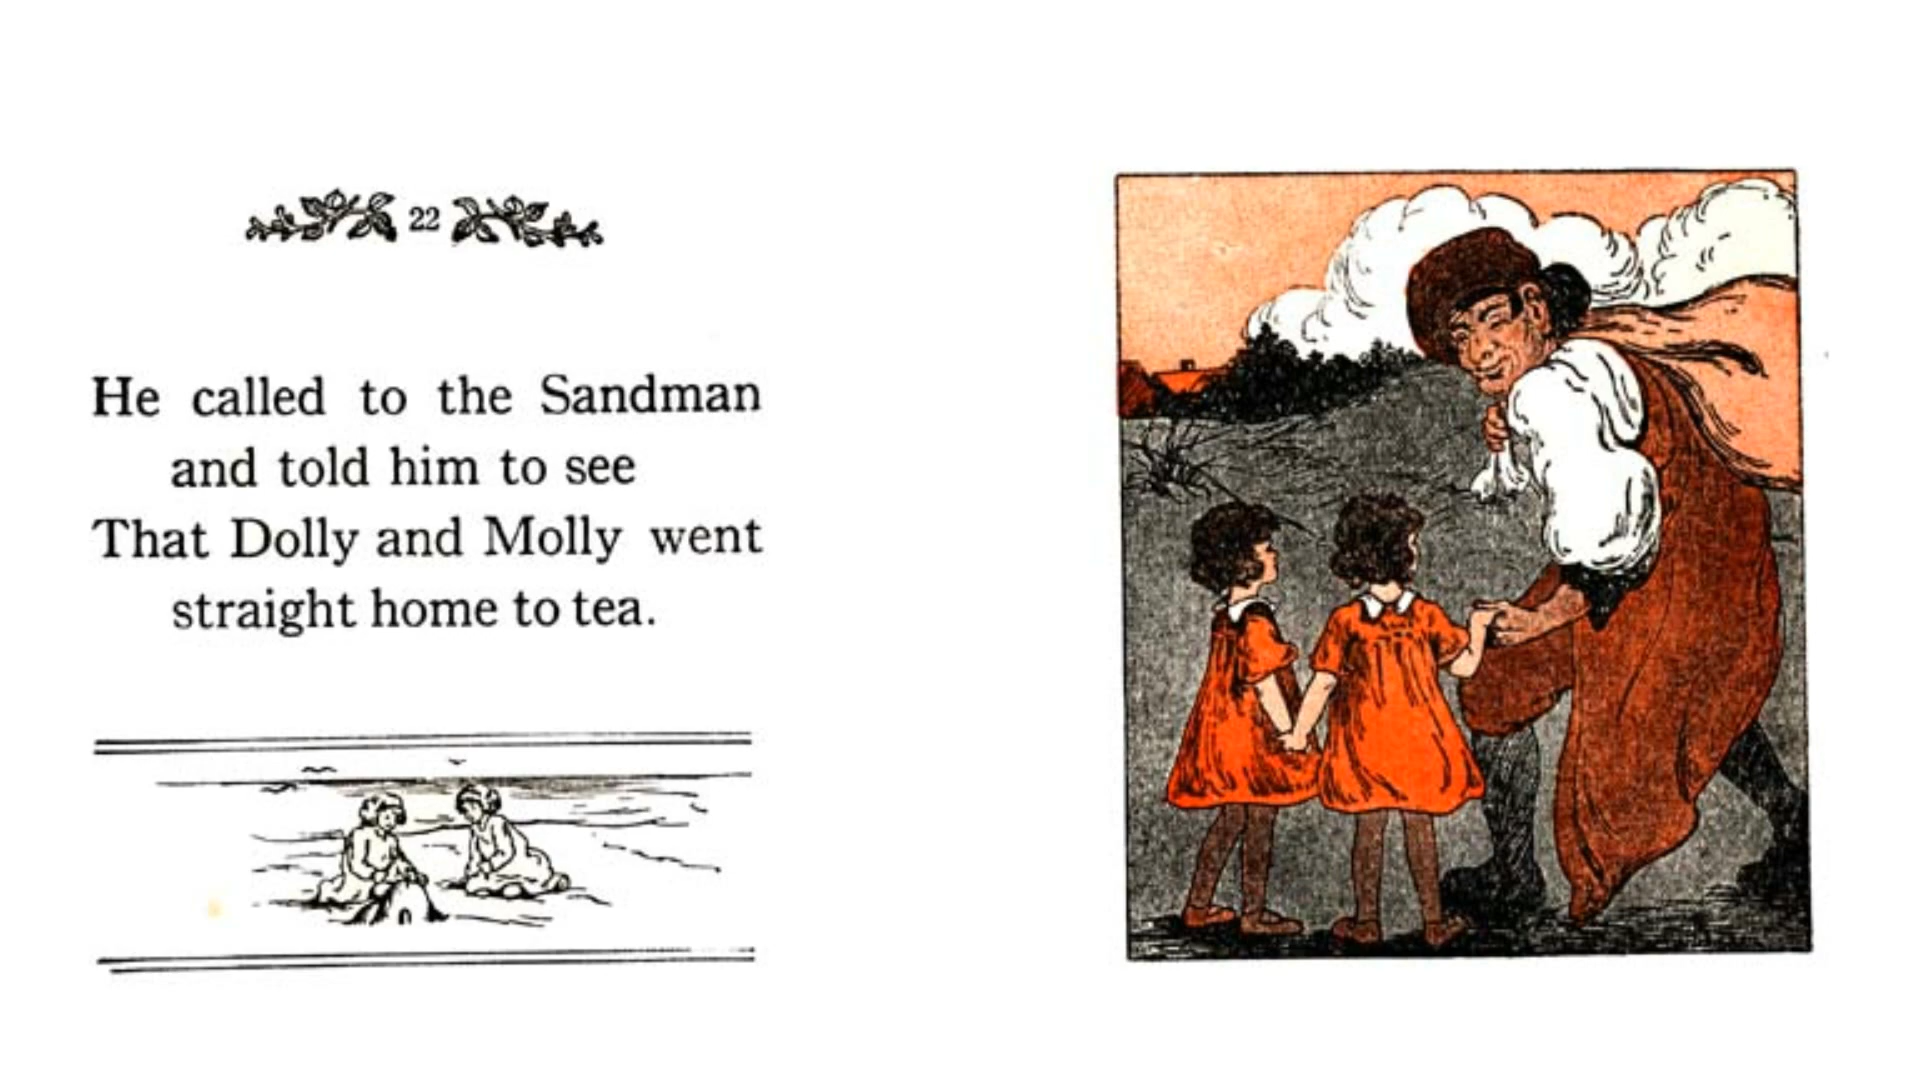 22
He called to the Sandman
and told him to see
That Dolly and Molly went
straight home to tea.